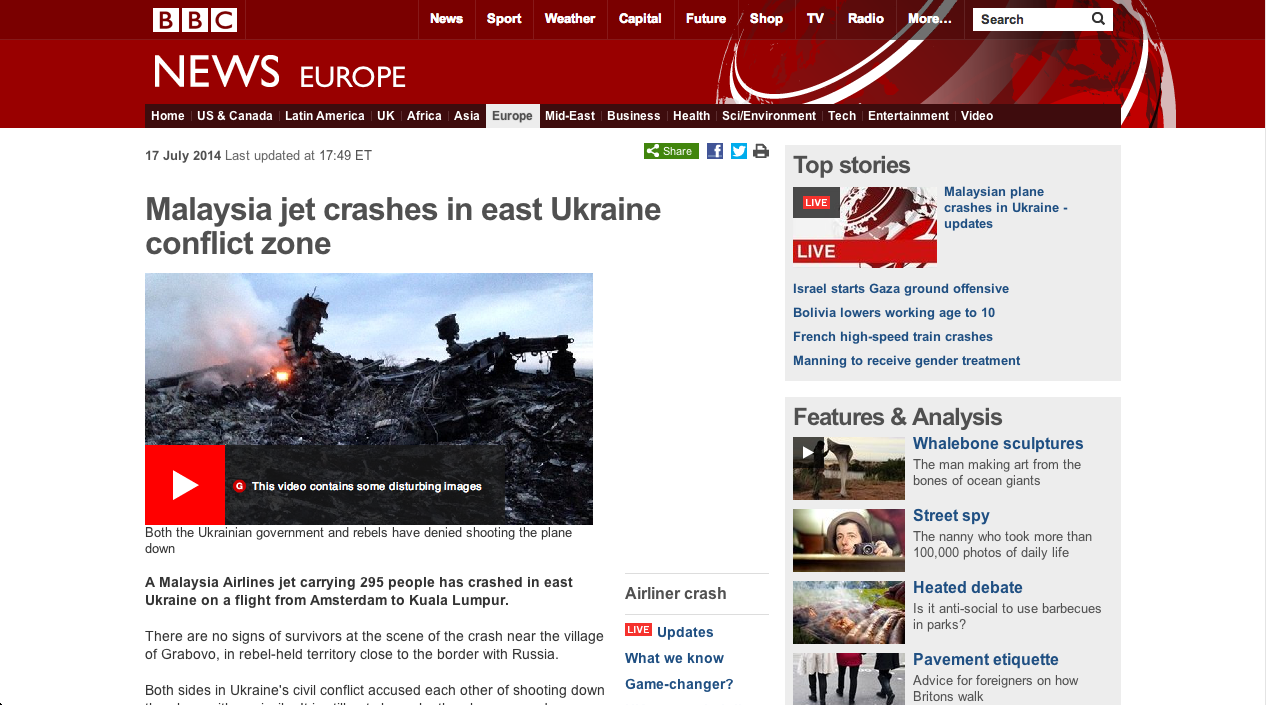 BBC
News Sport Weather Capital Future Shop TV Radio More... Search
NEWS EUROPE
Home US & Canada Latin America UK Africa Asia Europe Mid-East Business Health Sci/Environment Tech Entertainment Video
17 July 2014 Last updated at 17:49 ET
Share
Malaysia jet crashes in east Ukraine
conflict zone
G This video contains some disturbing images
Both the Ukrainian government and rebels have denied shooting the plane
down
A Malaysia Airlines jet carrying 295 people has crashed in east
Ukraine on a flight from Amsterdam to Kuala Lumpur.
There are no signs of survivors at the scene of the crash near the village
of Grabovo, in rebel-held territory close to the border with Russia.
Both sides in Ukraine's civil conflict accused each other of shooting down
Airliner crash
LIVE Updates
What we know
Game-changer?
Top stories
LIVE
LIVE
Malaysian plane
crashes in Ukraine -
updates
Israel starts Gaza ground offensive
Bolivia lowers working age to 10
French high-speed train crashes
Manning to receive gender treatment
Features & Analysis
Whalebone sculptures
The man making art from the
bones of ocean giants
Street spy
The nanny who took more than
100,000 photos of daily life
Heated debate
Is it anti-social to use barbecues
in parks?
Pavement etiquette
Advice for foreigners on how
Britons walk